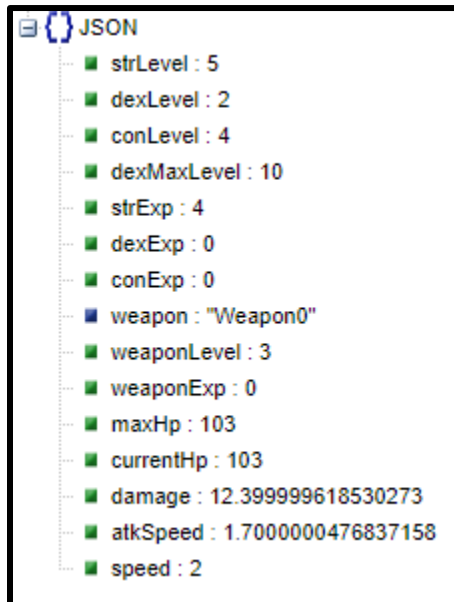 JSON
strLevel : 5
dexLevel : 2
conLevel : 4
dexMaxLevel : 10
strExp : 4
dexExp : 0
conExp : 0
weapon : "Weapon0"
weaponLevel : 3
weaponExp : 0
maxHp : 103
currentHp : 103
damage : 12.399999618530273
atkSpeed : 1.7000000476837158
speed : 2